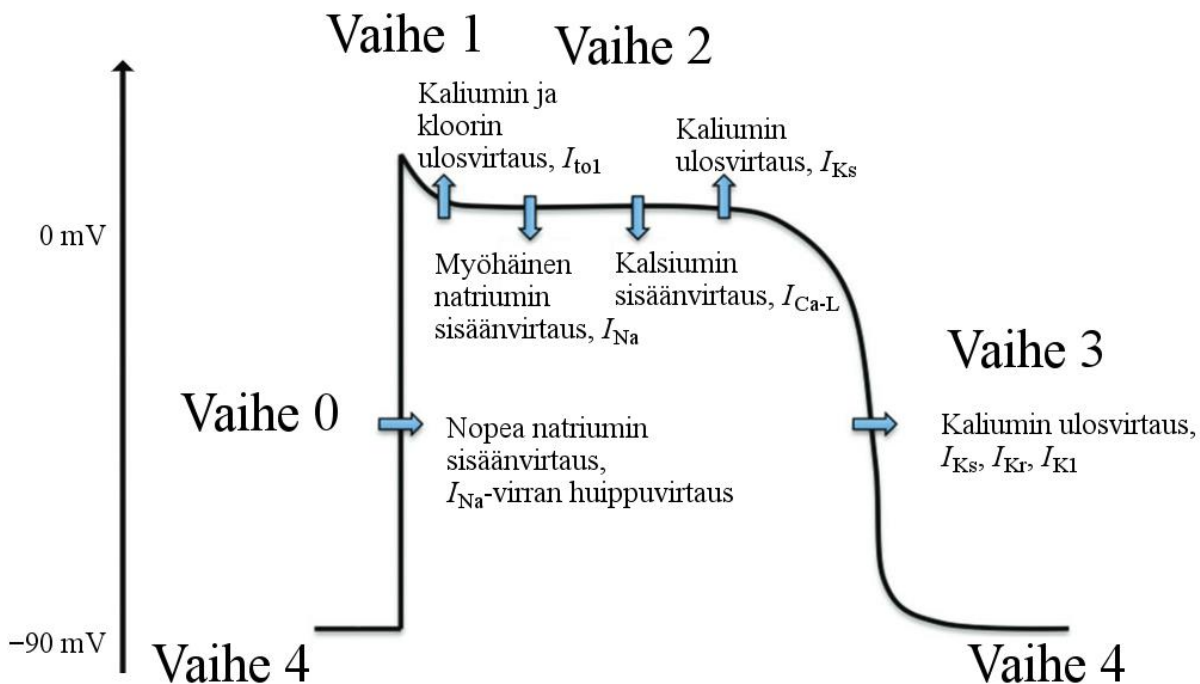 Vaihe 1
Vaihe 2
Kaliumin ja
kloorin
ulosvirtaus, Ito1
Kaliumin
ulosvirtaus, IKs
0 mV
Myöhäinen
natriumin
sisäänvirtaus, INa
Kalsiumin
sisäänvirtaus, ICa-L
Vaihe 3
Vaihe 0
Nopea natriumin
sisäänvirtaus,
INa-virran huippuvirtaus
Kaliumin ulosvirtaus,
IKs, IKr, IK1
−90 mV
Vaihe 4
Vaihe 4